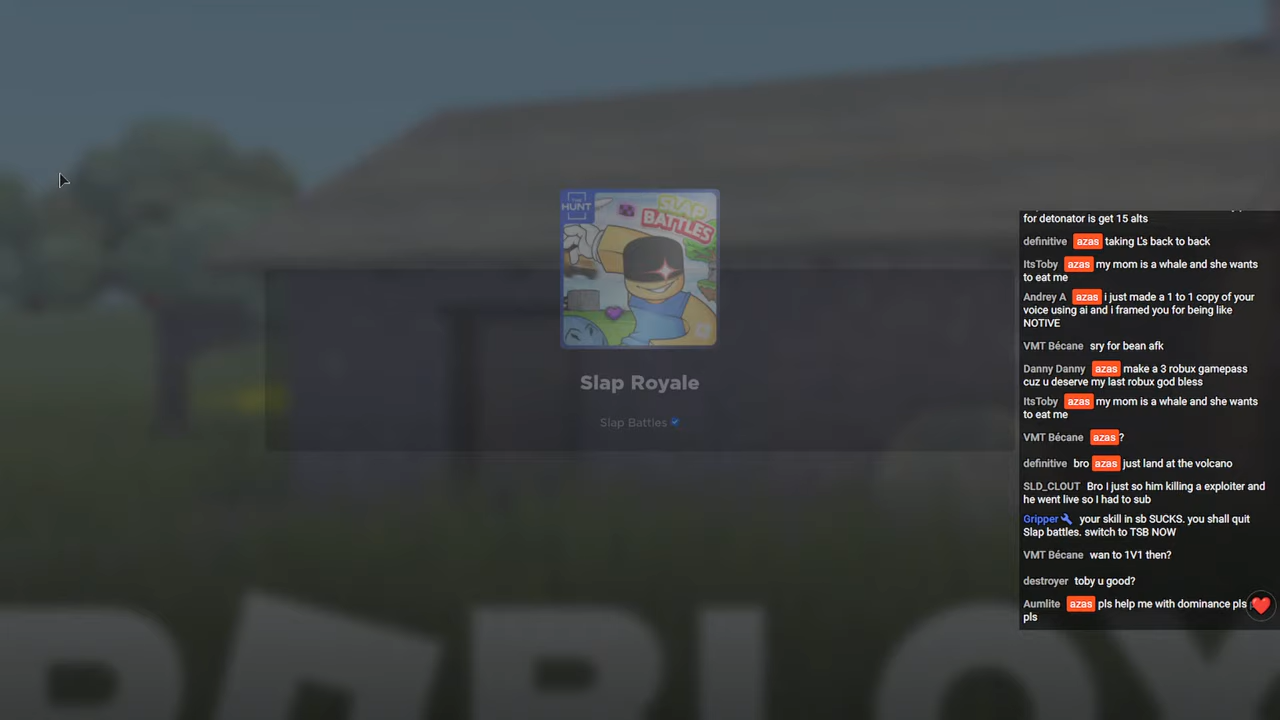 HUNT
SLAP
BATTLES
Slap Royale
Slap Battles
for detonator is get 15 alts
definitive azas taking L's back to back
ItsToby azas my mom is a whale and she wants
to eat me
Andrey A azas i just made a 1 to 1 copy of your
voice using ai and i framed you for being like
NOTIVE
VMT Bécane sry for bean afk
Danny Danny azas make a 3 robux gamepass
cuz u deserve my last robux god bless
ItsToby azas my mom is a whale and she wants
to eat me
VMT Bécane azas ?
definitive bro azas just land at the volcano
SLD_CLOUT Bro I just so him killing a exploiter and
he went live so I had to sub
Gripper your skill in sb SUCKS. you shall quit
Slap battles. switch to TSB NOW
VMT Bécane wan to 1V1 then?
destroyer toby u good?
Aumlite azas pls help me with dominance pls
pls